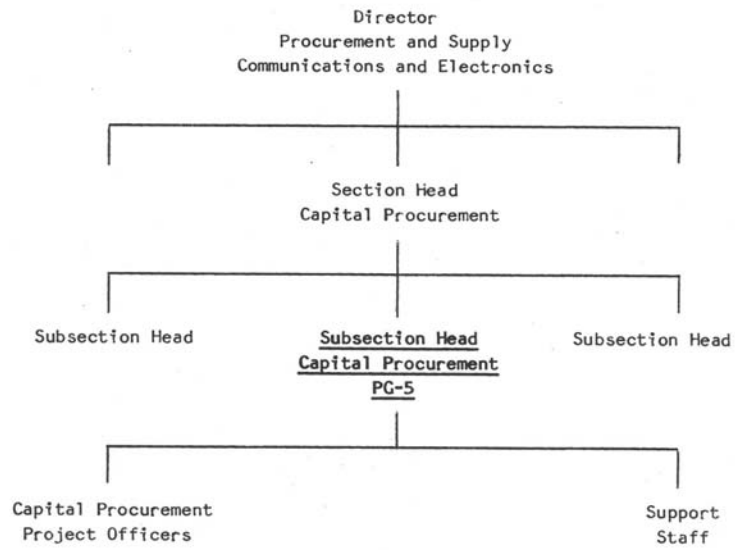 Director
Procurement and Supply
Communications and Electronics
Section Head
Capital Procurement
Subsection Head
Subsection Head
Capital Procurement
PG-5
Subsection Head
Capital Procurement
Project Officers
Support
Staff